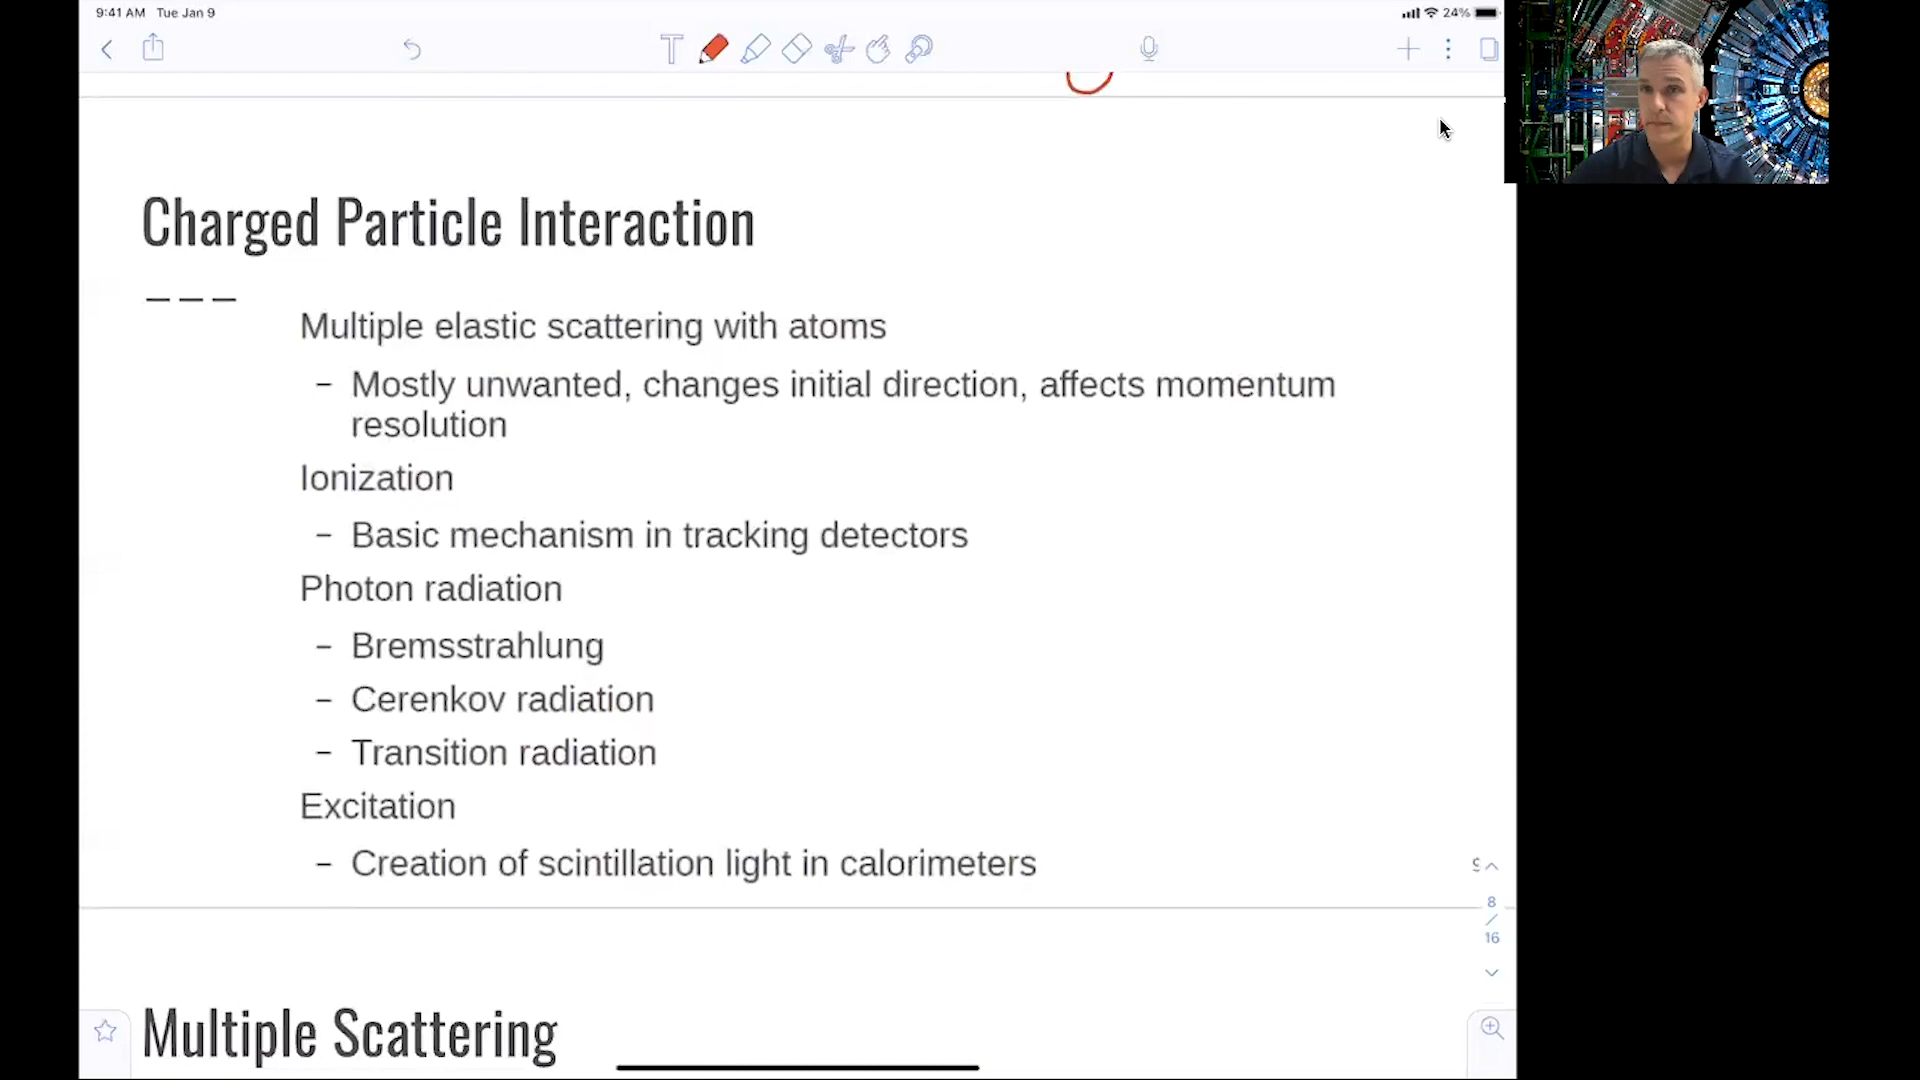 9:41 AM Tue Jan 9
24%
Charged Particle Interaction
Multiple elastic scattering with atoms
– Mostly unwanted, changes initial direction, affects momentum
resolution
Ionization
– Basic mechanism in tracking detectors
Photon radiation
– Bremsstrahlung
– Cerenkov radiation
– Transition radiation
Excitation
– Creation of scintillation light in calorimeters
8
/
16
Multiple Scattering